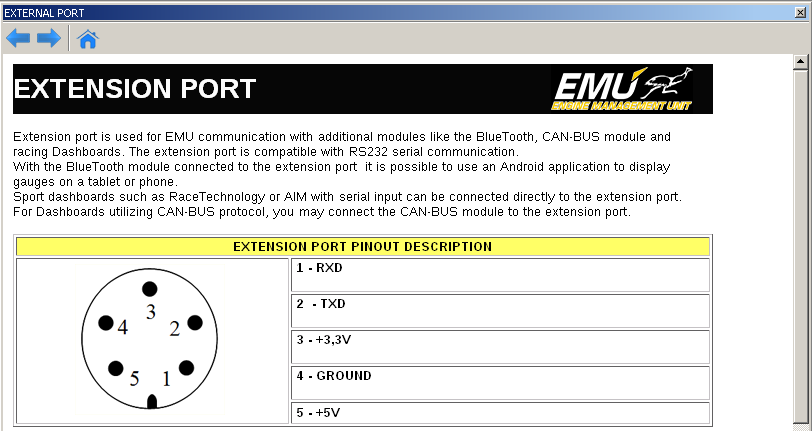 EXTERNAL PORT
EXTENSION PORT
EMU
ENGINE MANAGEMENT UNIT
Extension port is used for EMU communication with additional modules like the BlueTooth, CAN-BUS module and
racing Dashboards. The extension port is compatible with RS232 serial communication.
With the BlueTooth module connected to the extension port  it is possible to use an Android application to display
gauges on a tablet or phone.
Sport dashboards such as RaceTechnology or AIM with serial input can be connected directly to the extension port.
For Dashboards utilizing CAN-BUS protocol, you may connect the CAN-BUS module to the extension port.
EXTENSION PORT PINOUT DESCRIPTION
3
4 2
5 1
1 - RXD
2  - TXD
3 - +3,3V
4 - GROUND
5 - +5V